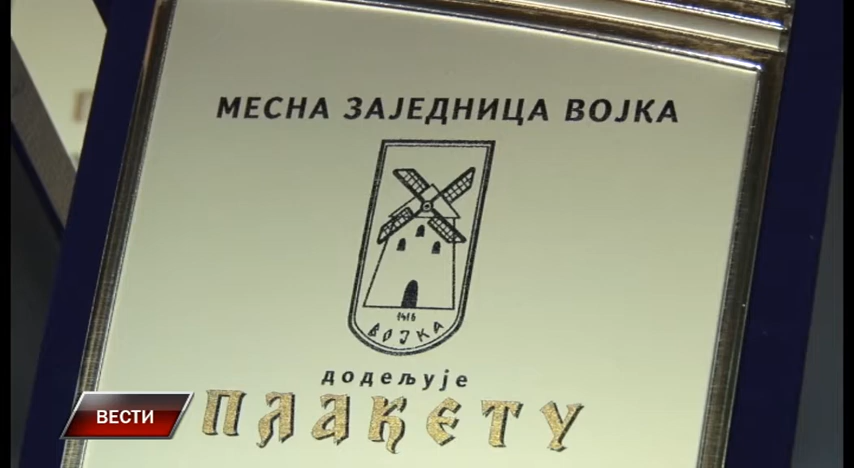 МЕСНА ЗАЈЕДНИЦА ВОЈКА
1416
ВОЈКА
додељује
ПЛАКЕТУ
ВЕСТИ